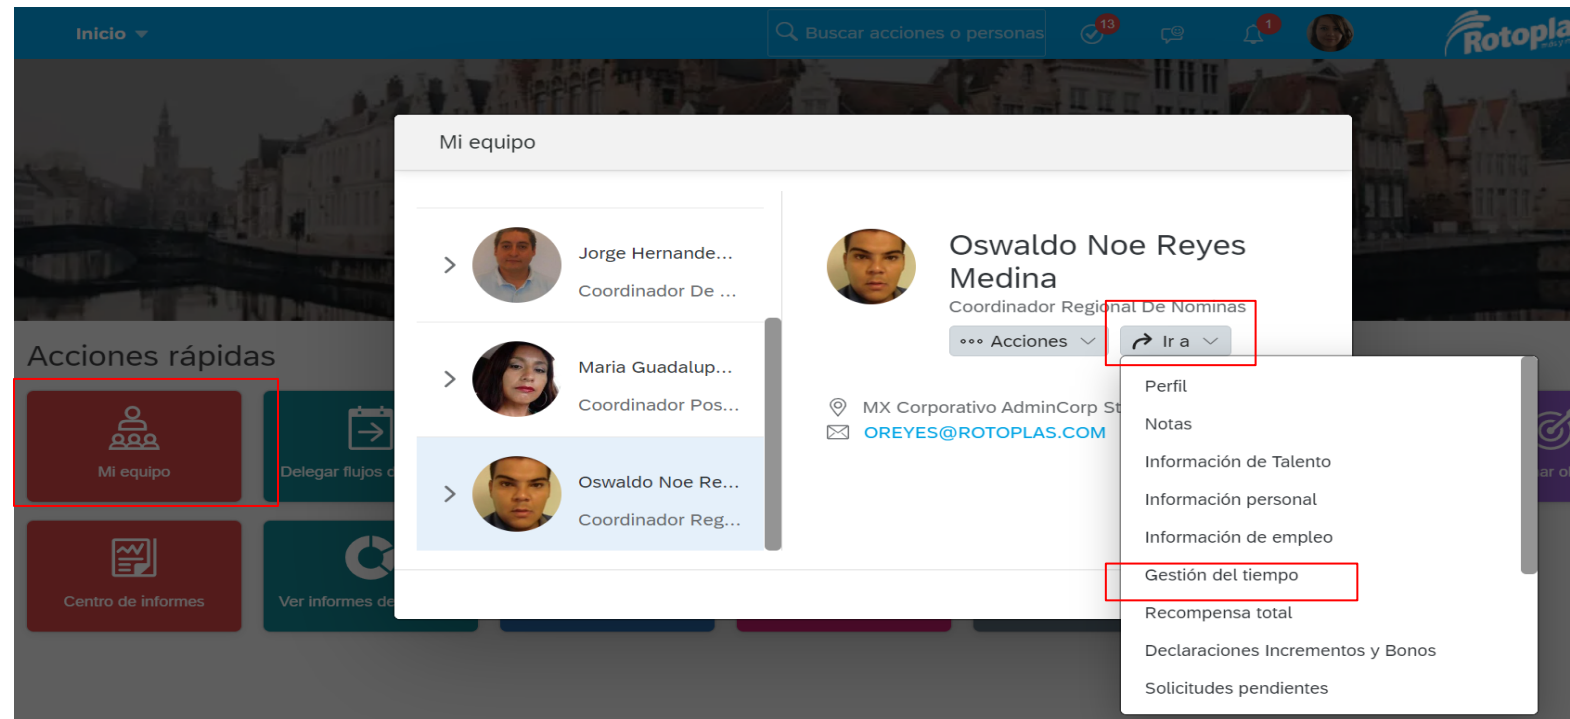 Inicio
Buscar acciones o personas
13
1
Rotopla
Mi equipo
Jorge Hernande...
Coordinador De ...
Maria Guadalup...
Coordinador Pos...
Oswaldo Noe Re...
Coordinador Reg...
Oswaldo Noe Reyes
Medina
Coordinador Regional De Nominas
Acciones
Ir a
MX Corporativo AdminCorp St
OREYES@ROTOPLAS.COM
Perfil
Notas
Información de Talento
Información personal
Información de empleo
Gestión del tiempo
Recompensa total
Declaraciones Incrementos y Bonos
Solicitudes pendientes
Acciones rápidas
Mi equipo
Delegar flujos d
ar ob
Centro de informes
Ver informes de